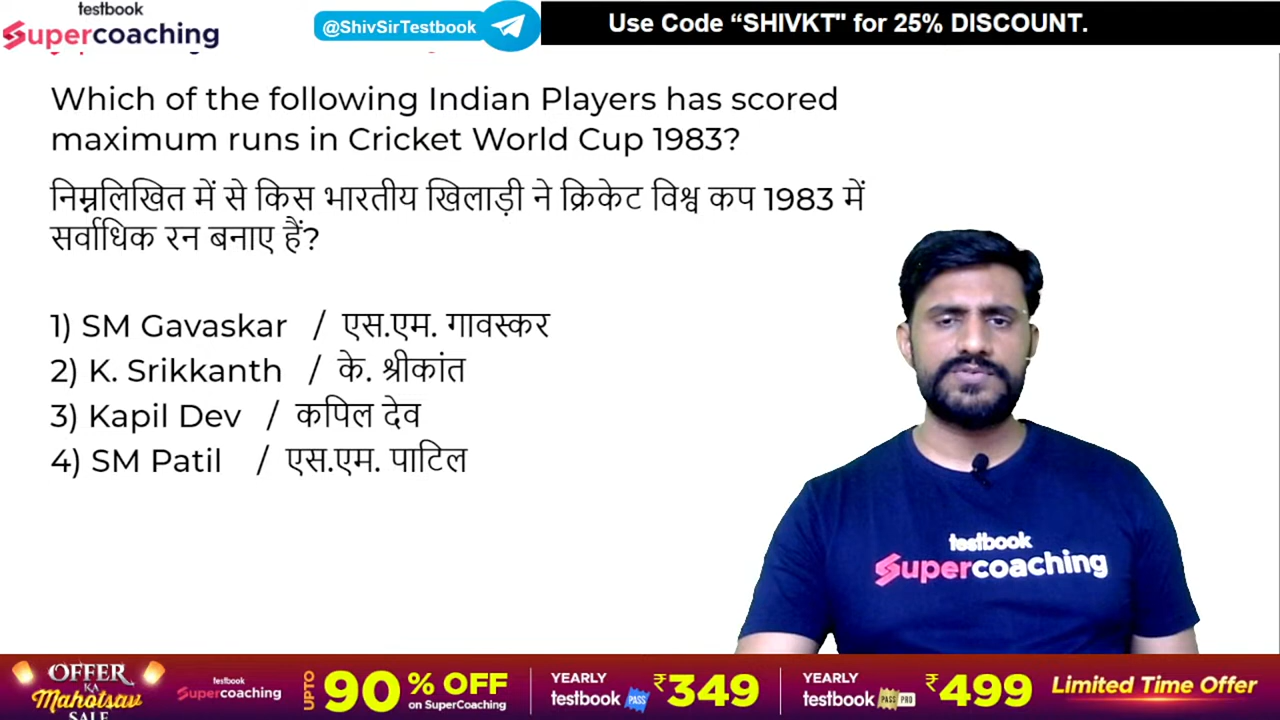 testbook
Supercoaching
@ShivSirTestbook
Use Code “SHIVKT" for 25% DISCOUNT.
Which of the following Indian Players has scored
maximum runs in Cricket World Cup 1983?
निम्नलिखित में से किस भारतीय खिलाड़ी ने क्रिकेट विश्व कप 1983 में
सर्वाधिक रन बनाए हैं?
1) SM Gavaskar / एस.एम. गावस्कर
2) K. Srikkanth / के. श्रीकांत
3) Kapil Dev / कपिल देव
4) SM Patil / एस.एम. पाटिल
testbook
Supercoaching
OFFER
KA
Mahotsav
SALE
testbook
Supercoaching
UPTO
90% OFF
on SuperCoaching
YEARLY
testbook PASS
₹349
YEARLY
testbook PASS PRO
₹499
Limited Time Offer